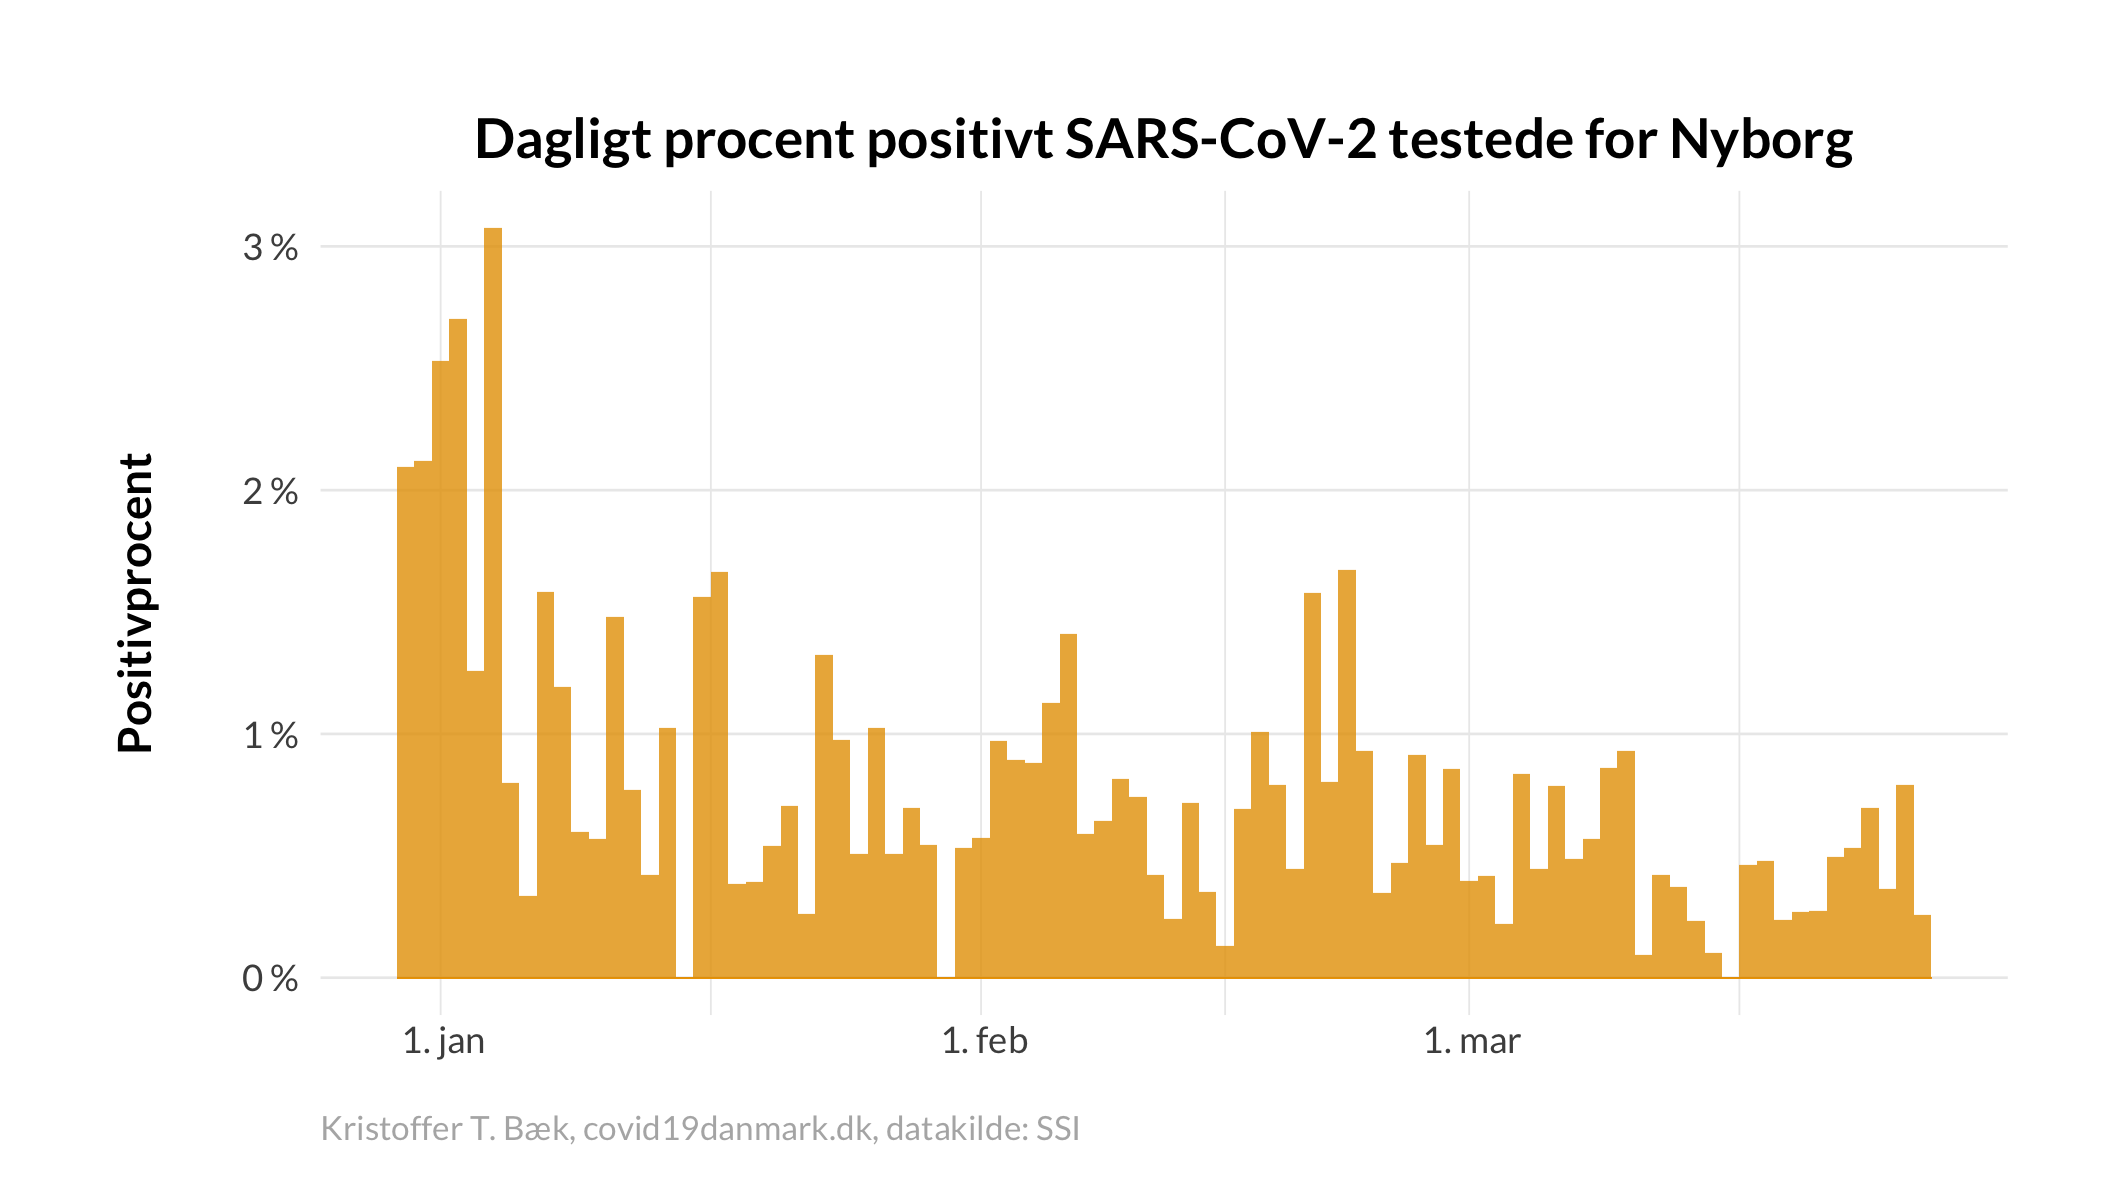 Dagligt procent positivt SARS-CoV-2 testede for Nyborg
Positivprocent
3 %
2 %
1 %
0 %
1. jan
1. feb
1. mar
Kristoffer T. Bæk, covid19danmark.dk, datakilde: SSI